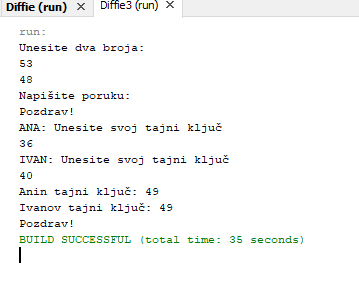 Diffie (run) Diffie3 (run)
run:
Unesite dva broja:
53
48
Napišite poruku:
Pozdrav!
ANA: Unesite svoj tajni ključ
36
IVAN: Unesite svoj tajni ključ
40
Anin tajni ključ: 49
Ivanov tajni ključ: 49
Pozdrav!
BUILD SUCCESSFUL (total time: 35 seconds)